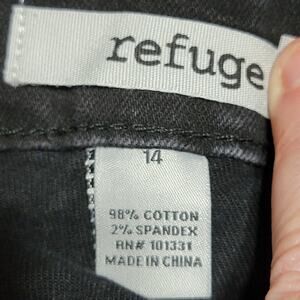 refuge
14
98% COTTON
2% SPANDEX
RN# 101331
MADE IN CHINA